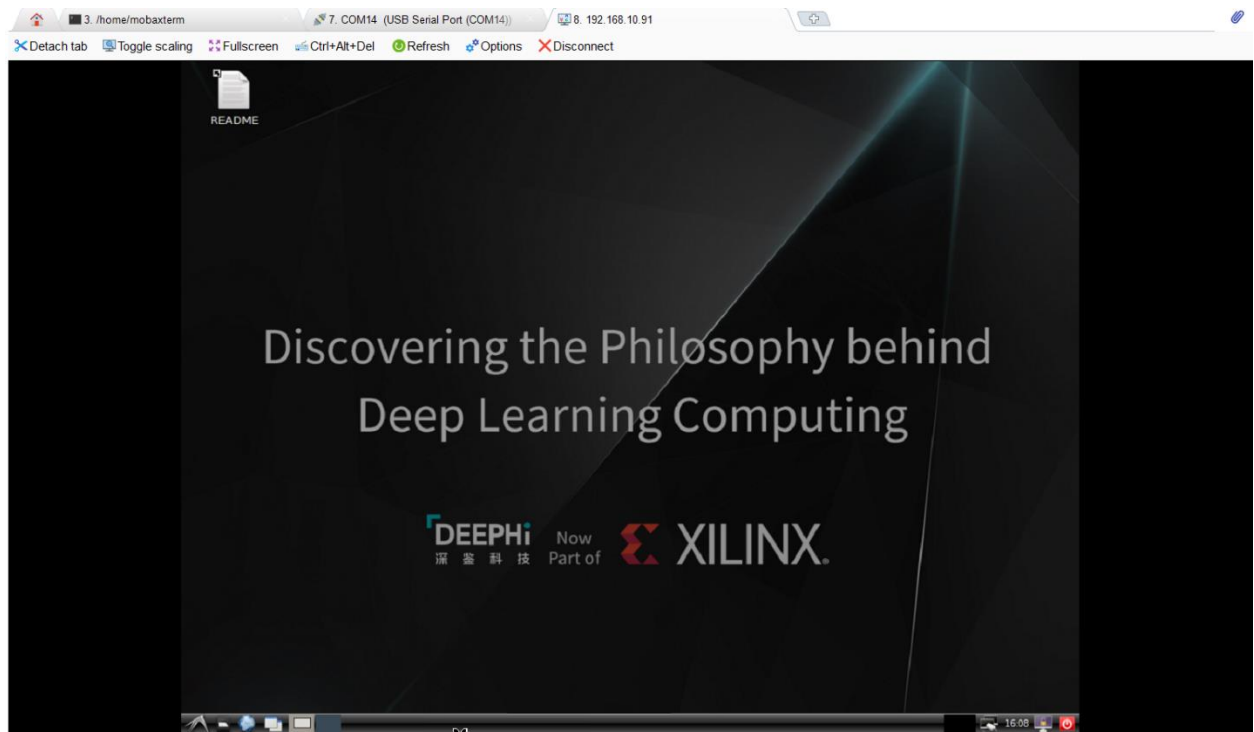 3. /home/mobaxterm
7. COM14 (USB Serial Port (COM14))
8. 192.168.10.91
Detach tab Toggle scaling Fullscreen Ctrl+Alt+Del Refresh Options Disconnect
README
Discovering the Philosophy behind
Deep Learning Computing
DEEPHi
深鉴科技
Now
Part of
XILINX®
16:08